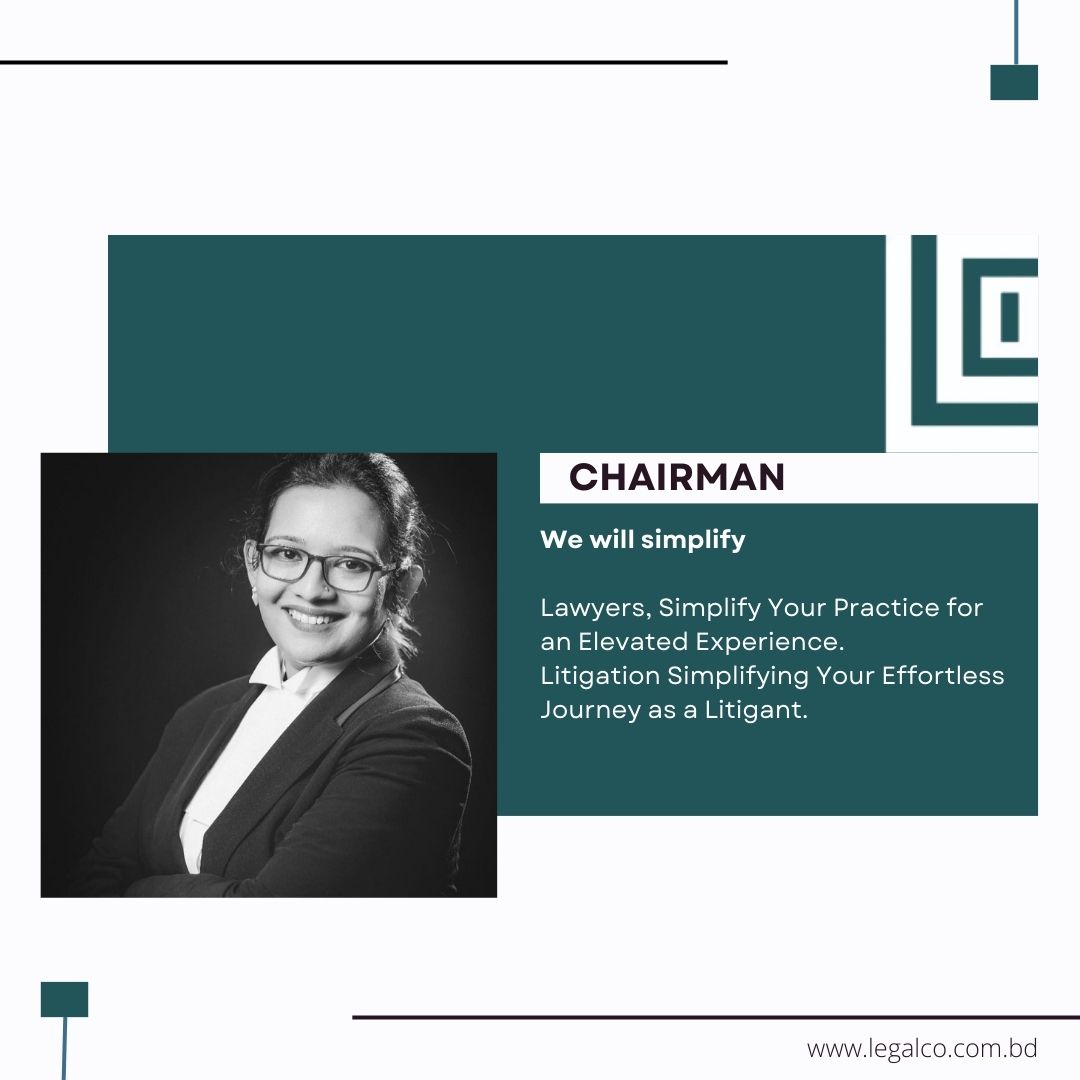 CHAIRMAN
We will simplify
Lawyers, Simplify Your Practice for
an Elevated Experience.
Litigation Simplifying Your Effortless
Journey as a Litigant.
www.legalco.com.bd